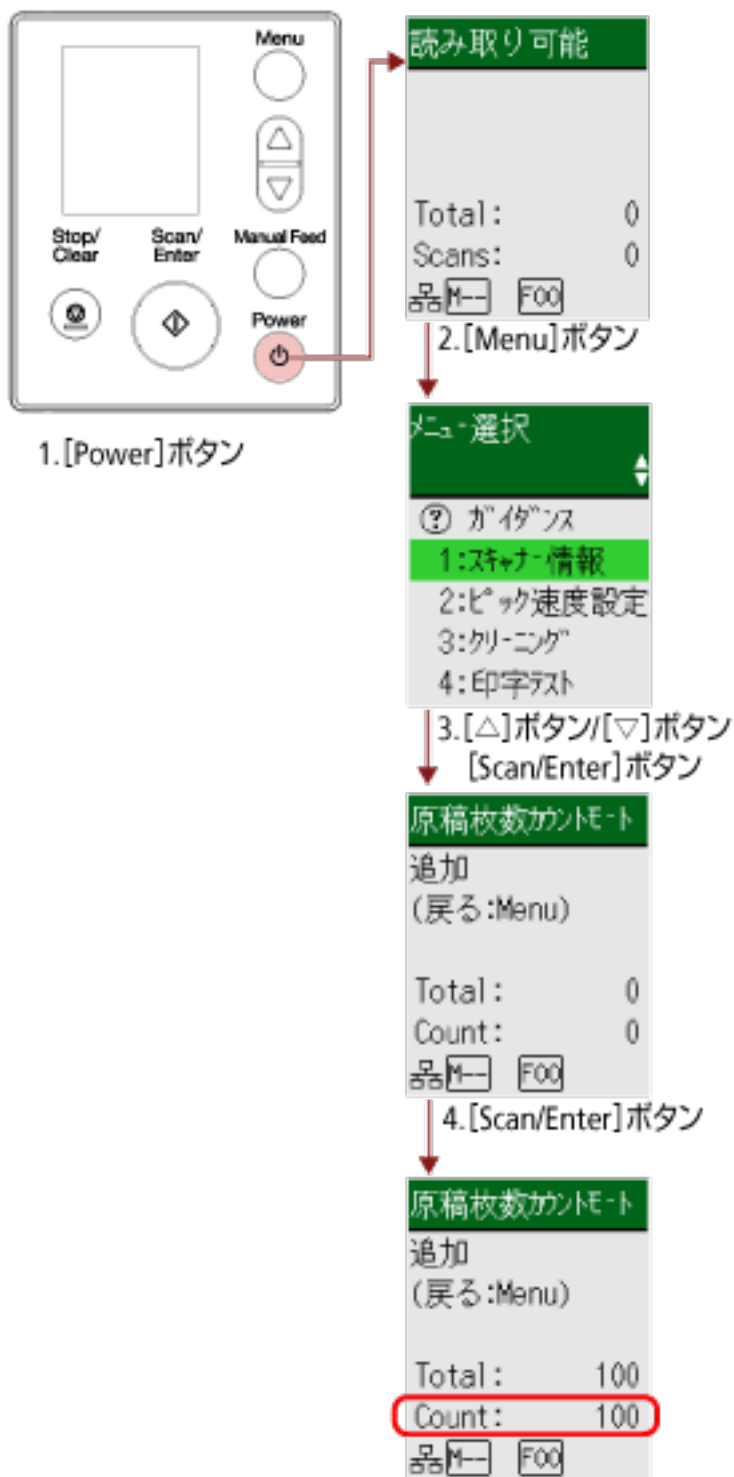 Menu
Stop/
Clear
Scan/
Enter
Manual Feed
Power
1.[Power]ボタン
読み取り可能
Total: 0
Scans: 0
M-- F00
2.[Menu]ボタン
ﾒﾆｭｰ選択
? ｶﾞｲﾀﾞﾝｽ
1:ｽｷｬﾅｰ情報
2:ﾋﾟｯｸ速度設定
3:ｸﾘｰﾆﾝｸﾞ
4:印字ﾃｽﾄ
3.[△]ボタン/[▽]ボタン
[Scan/Enter]ボタン
原稿枚数ｶｳﾝﾄﾓｰﾄ
追加
(戻る:Menu)
Total: 0
Count: 0
M-- F00
4.[Scan/Enter]ボタン
原稿枚数ｶｳﾝﾄﾓｰﾄ
追加
(戻る:Menu)
Total: 100
Count: 100
M-- F00